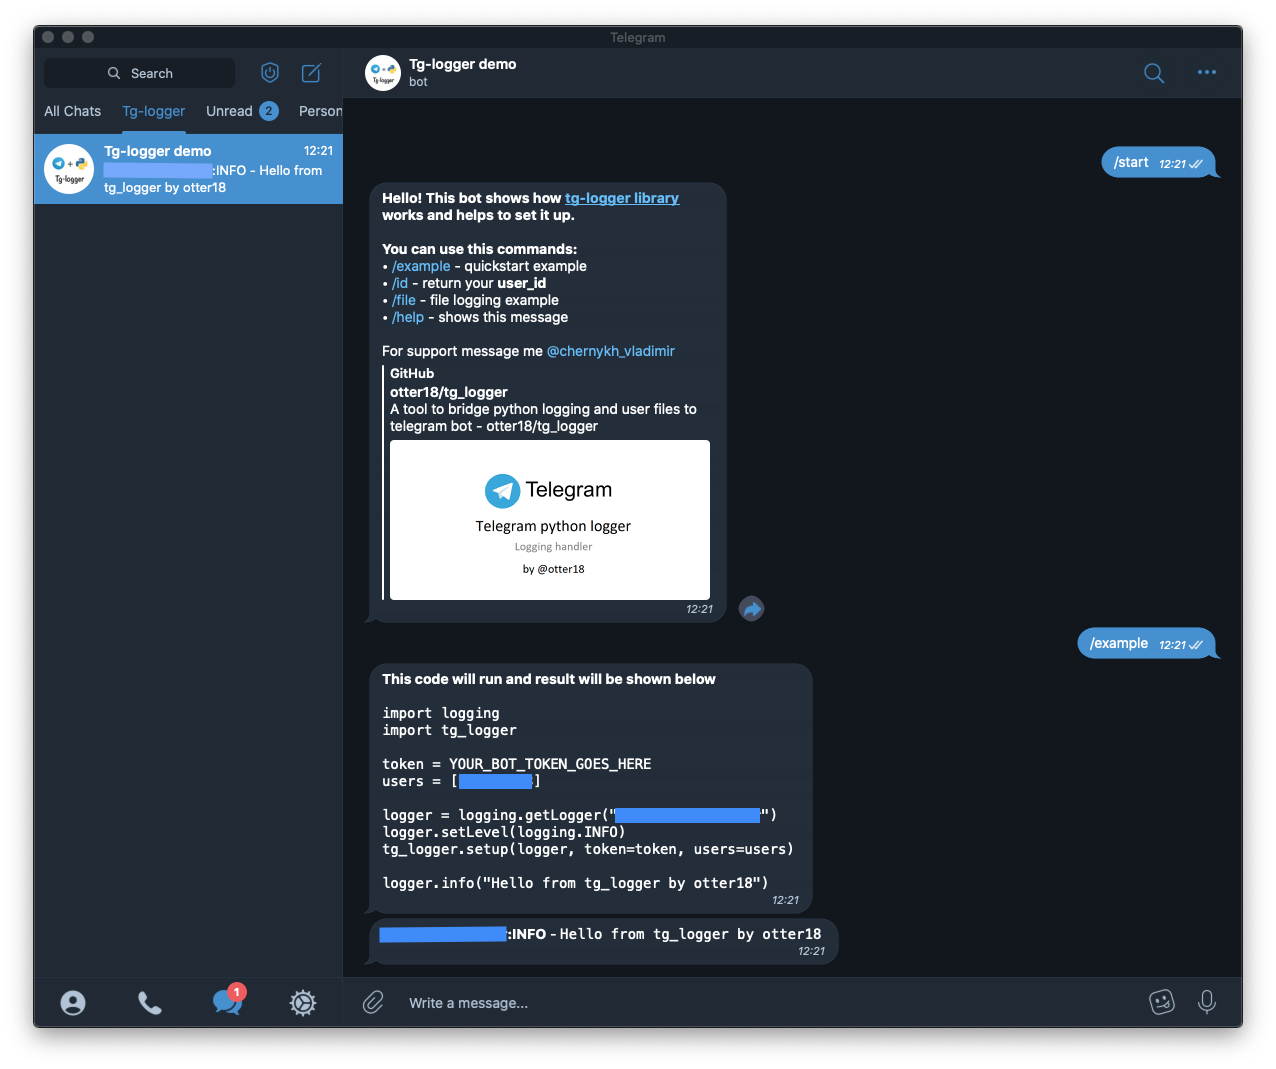 Telegram
Search
All Chats
Tg-logger
Unread 2
Person
Tg-logger demo 12:21
:INFO - Hello from
tg_logger by otter18
Tg-logger
1
Tg-logger
Tg-logger demo
bot
/start 12:21
Hello! This bot shows how tg-logger library
works and helps to set it up.
You can use this commands:
• /example - quickstart example
• /id - return your user_id
• /file - file logging example
• /help - shows this message
For support message me @chernykh_vladimir
GitHub
otter18/tg_logger
A tool to bridge python logging and user files to
telegram bot - otter18/tg_logger
Telegram
Telegram python logger
Logging handler
by @otter18
12:21
/example 12:21
This code will run and result will be shown below
import logging
import tg_logger
token = YOUR_BOT_TOKEN_GOES_HERE
users = [ ]
logger = logging.getLogger(" ")
logger.setLevel(logging.INFO)
tg_logger.setup(logger, token=token, users=users)
logger.info("Hello from tg_logger by otter18")
12:21
:INFO - Hello from tg_logger by otter18
12:21
Write a message...